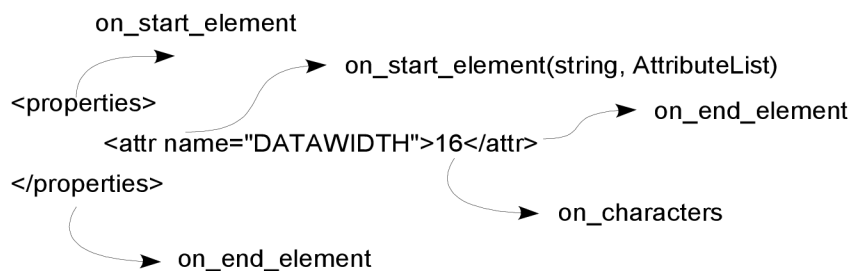 on_start_element
on_start_element(string, AttributeList)
<properties>
on_end_element
<attr name="DATAWIDTH">16</attr>
</properties>
on_characters
on_end_element